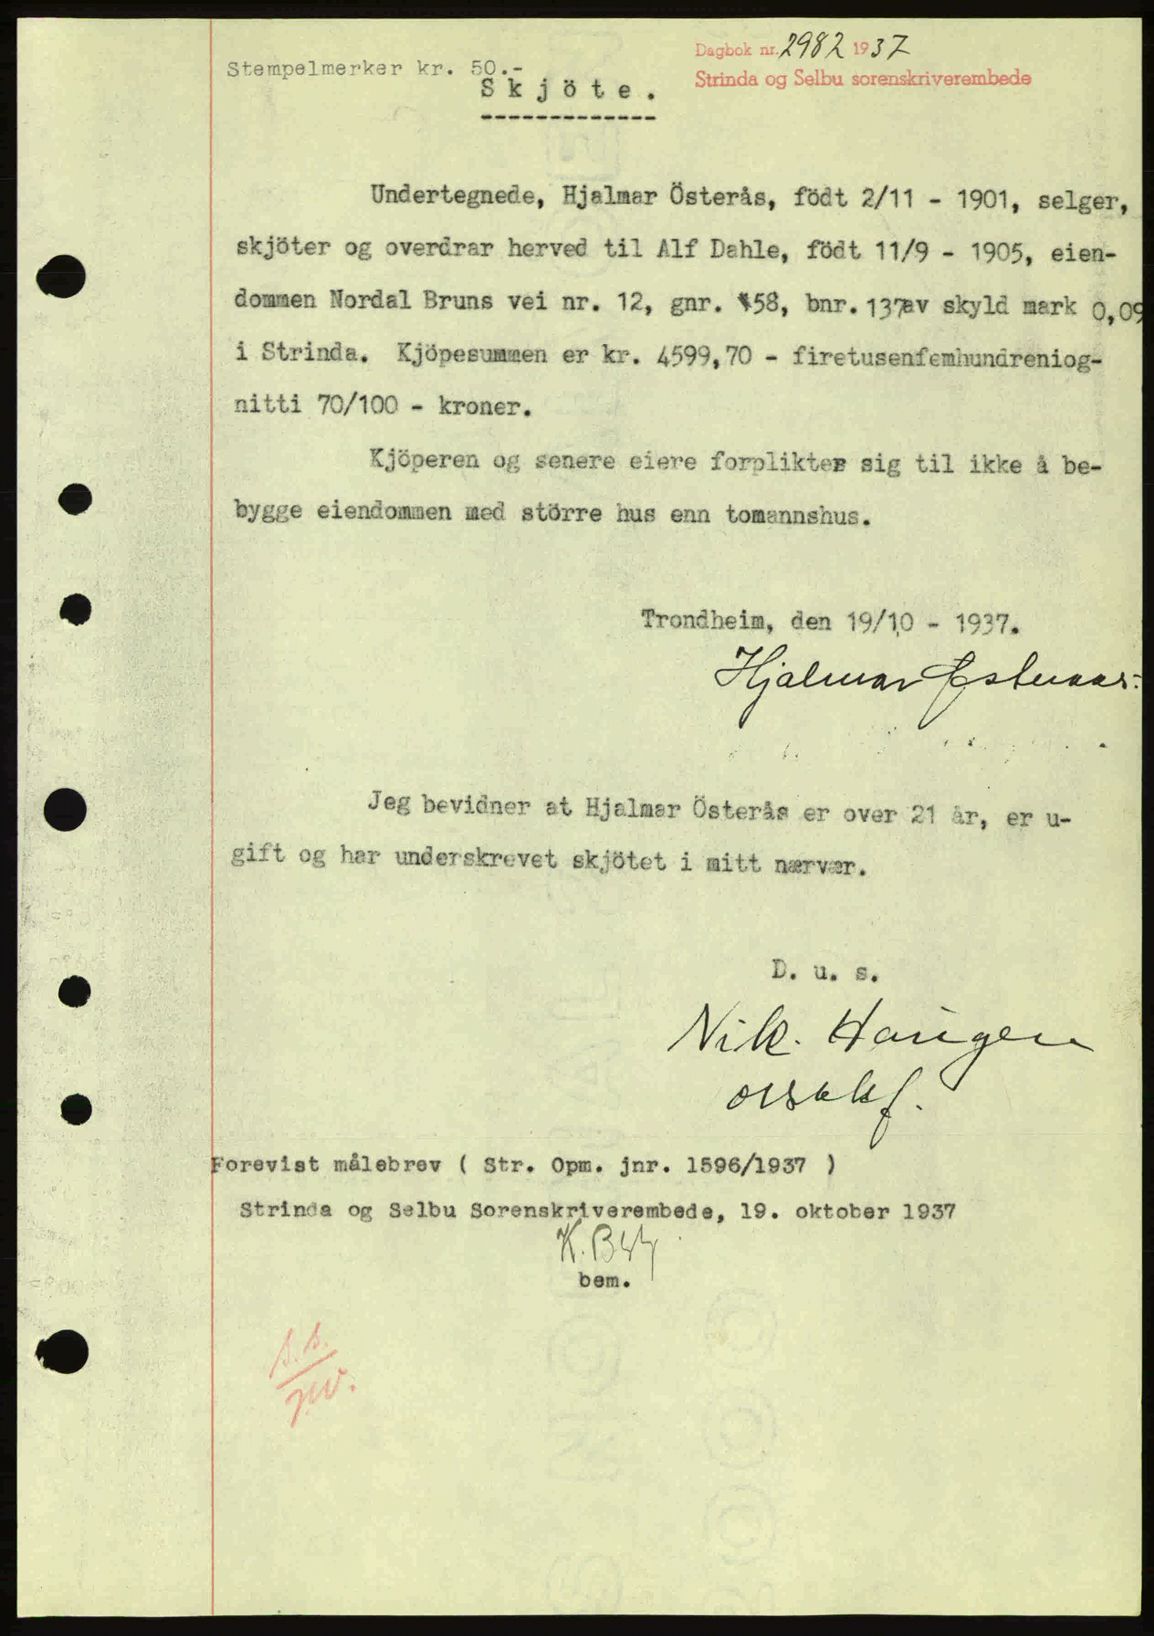 Stempelmerker kr. 50.-
Dagbok nr. 2982 1937
Strinda og Selbu sorenskriverembede
Skjöte.
Undertegnede, Hjalmar Österås, födt 2/11 - 1901, selger,
skjöter og overdrar herved til Alf Dahle, födt 11/9 - 1905, eien-
dommen Nordal Bruns vei nr. 12, gnr. 58, bnr. 137 av skyld mark 0,09
i Strinda. Kjöpesummen er kr. 4599,70 - firetusenfemhundreniog-
nitti 70/100 - kroner.
Kjöperen og senere eiere forplikter sig til ikke å be-
bygge eiendommen med större hus enn tomannshus.
Trondheim, den 19/10 - 1937.
Hjalmar Østeraas.
Jeg bevidner at Hjalmar Österås er over 21 år, er u-
gift og har underskrevet skjötet i mitt nærvær.
D. u. s.
Nik. Haugen
Forevist målebrev ( Str. Opm. jnr. 1596/1937 )
Strinda og Selbu Sorenskriverembede, 19. oktober 1937
bem.